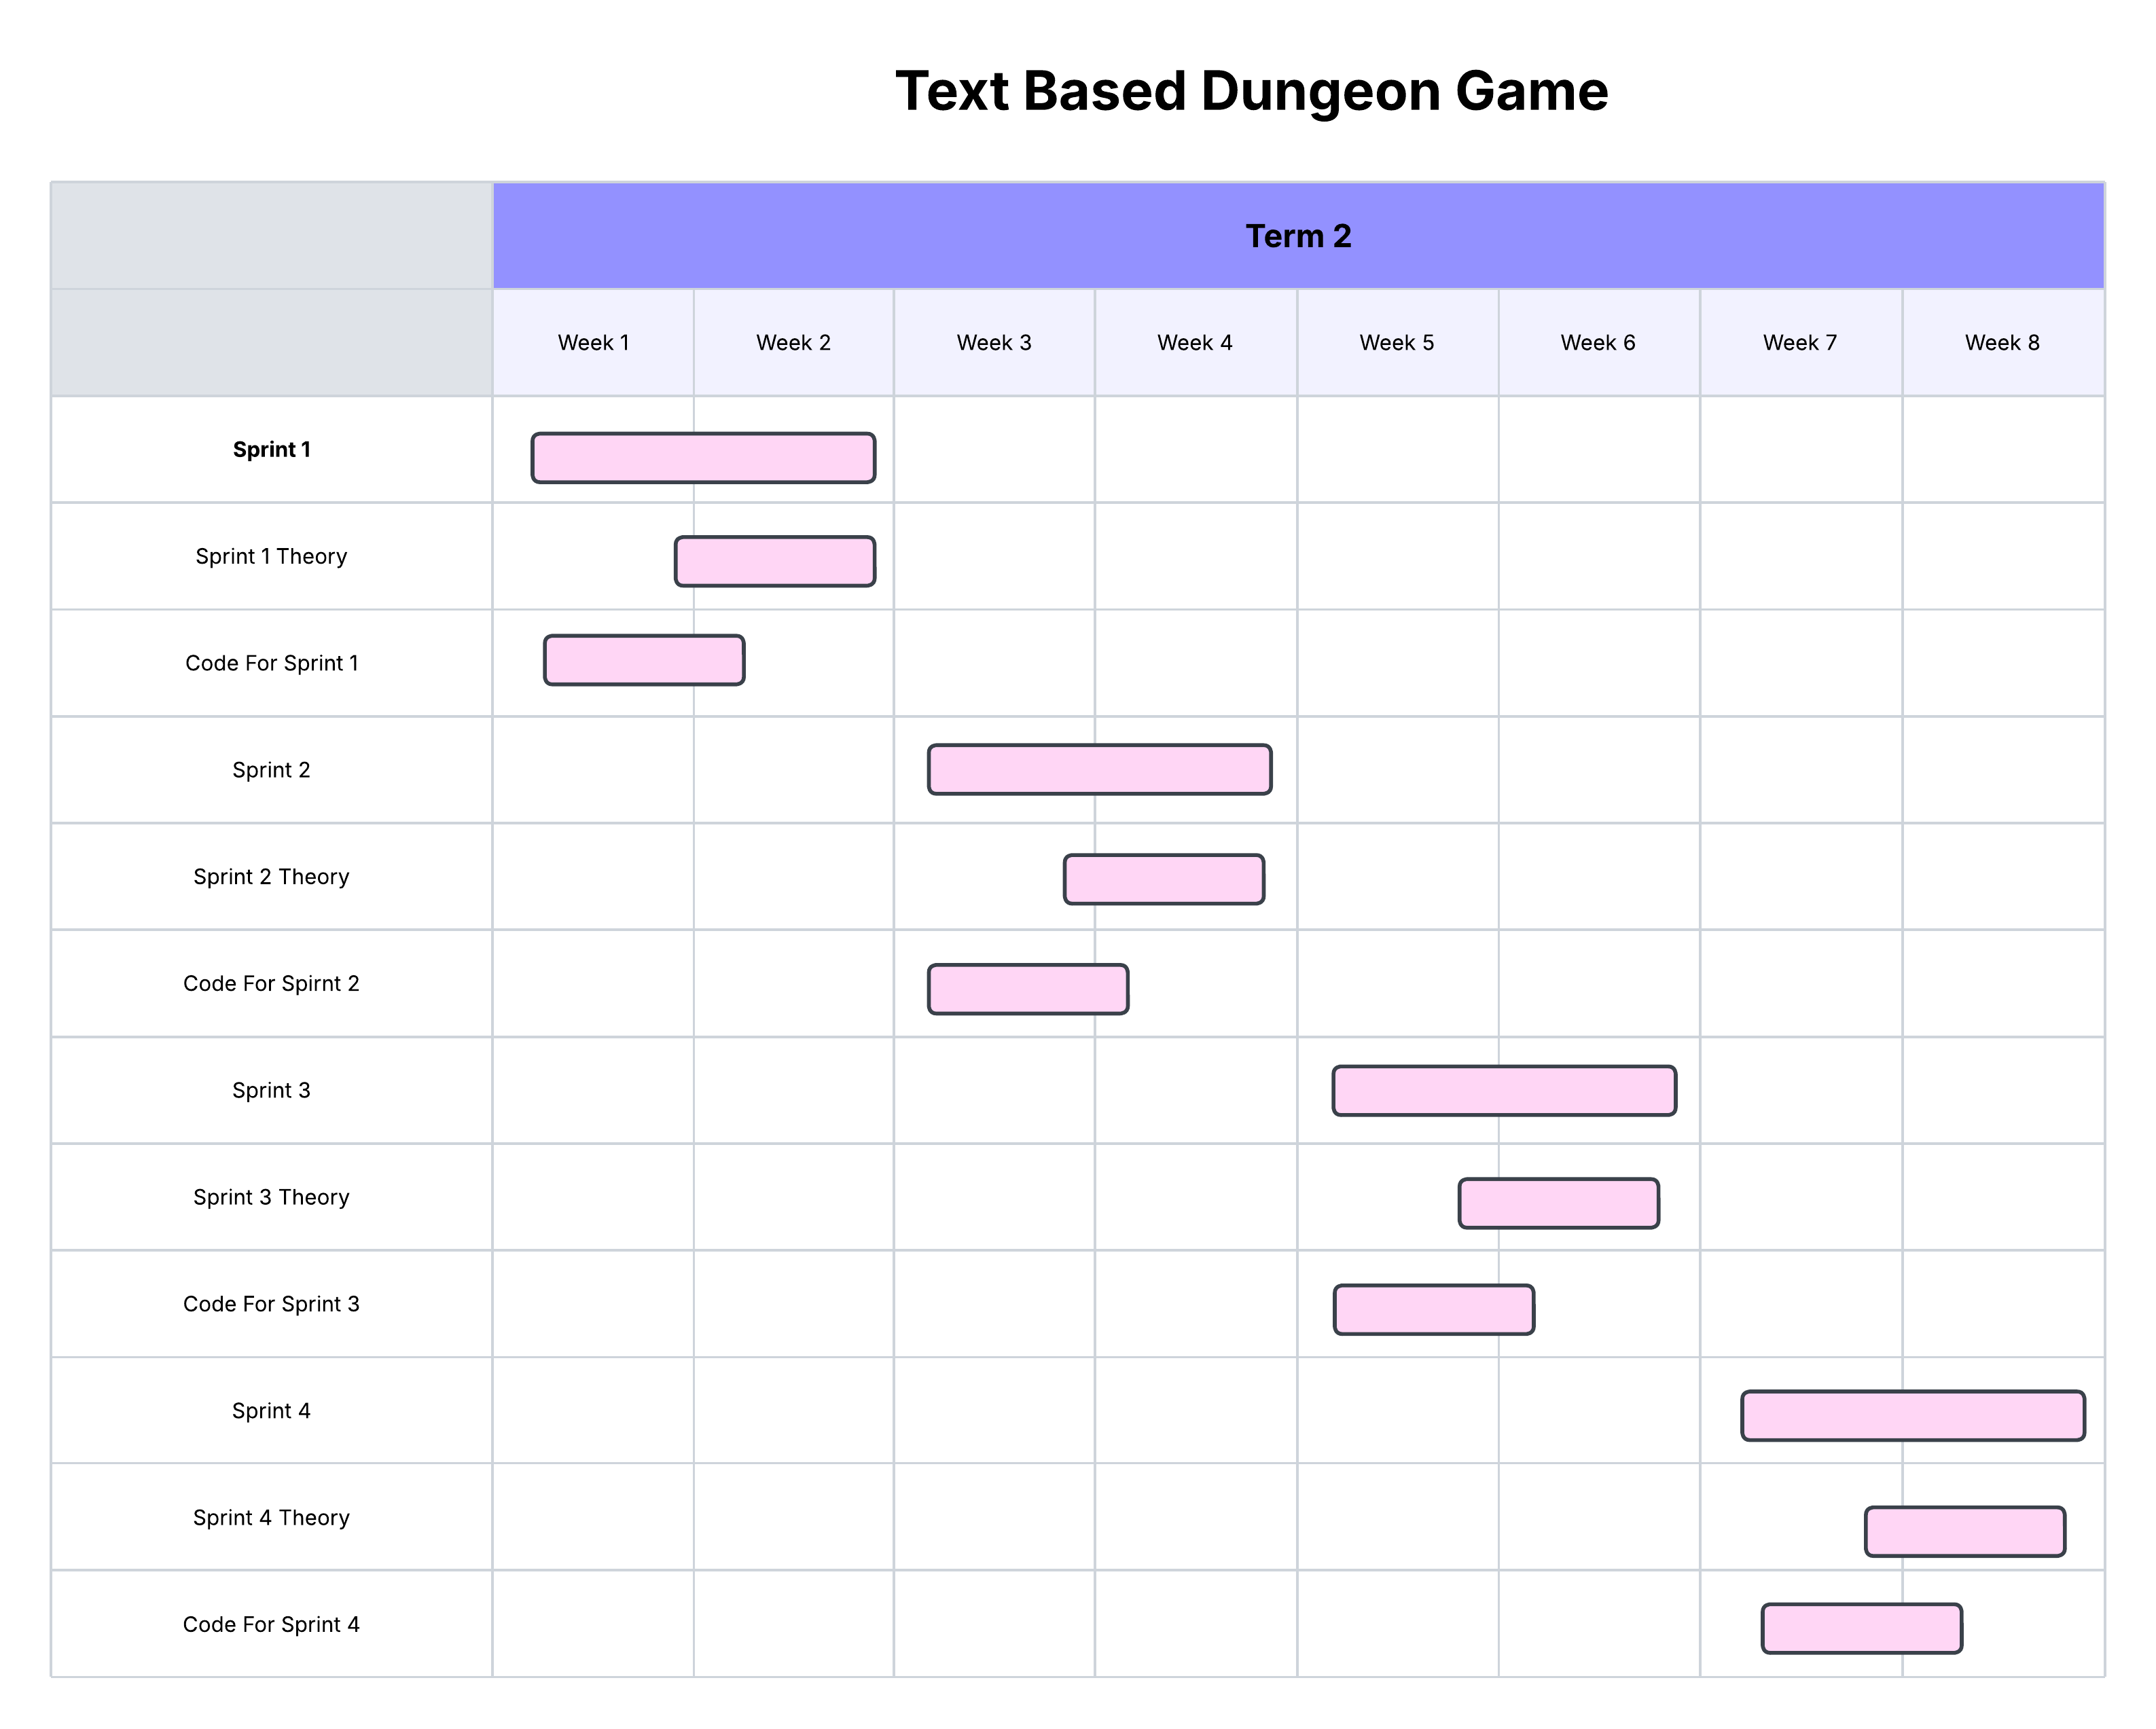 Text Based Dungeon Game
Term 2
Week 1 Week 2 Week 3 Week 4 Week 5 Week 6 Week 7 Week 8
Sprint 1
Sprint 1 Theory
Code For Sprint 1
Sprint 2
Sprint 2 Theory
Code For Spirnt 2
Sprint 3
Sprint 3 Theory
Code For Sprint 3
Sprint 4
Sprint 4 Theory
Code For Sprint 4